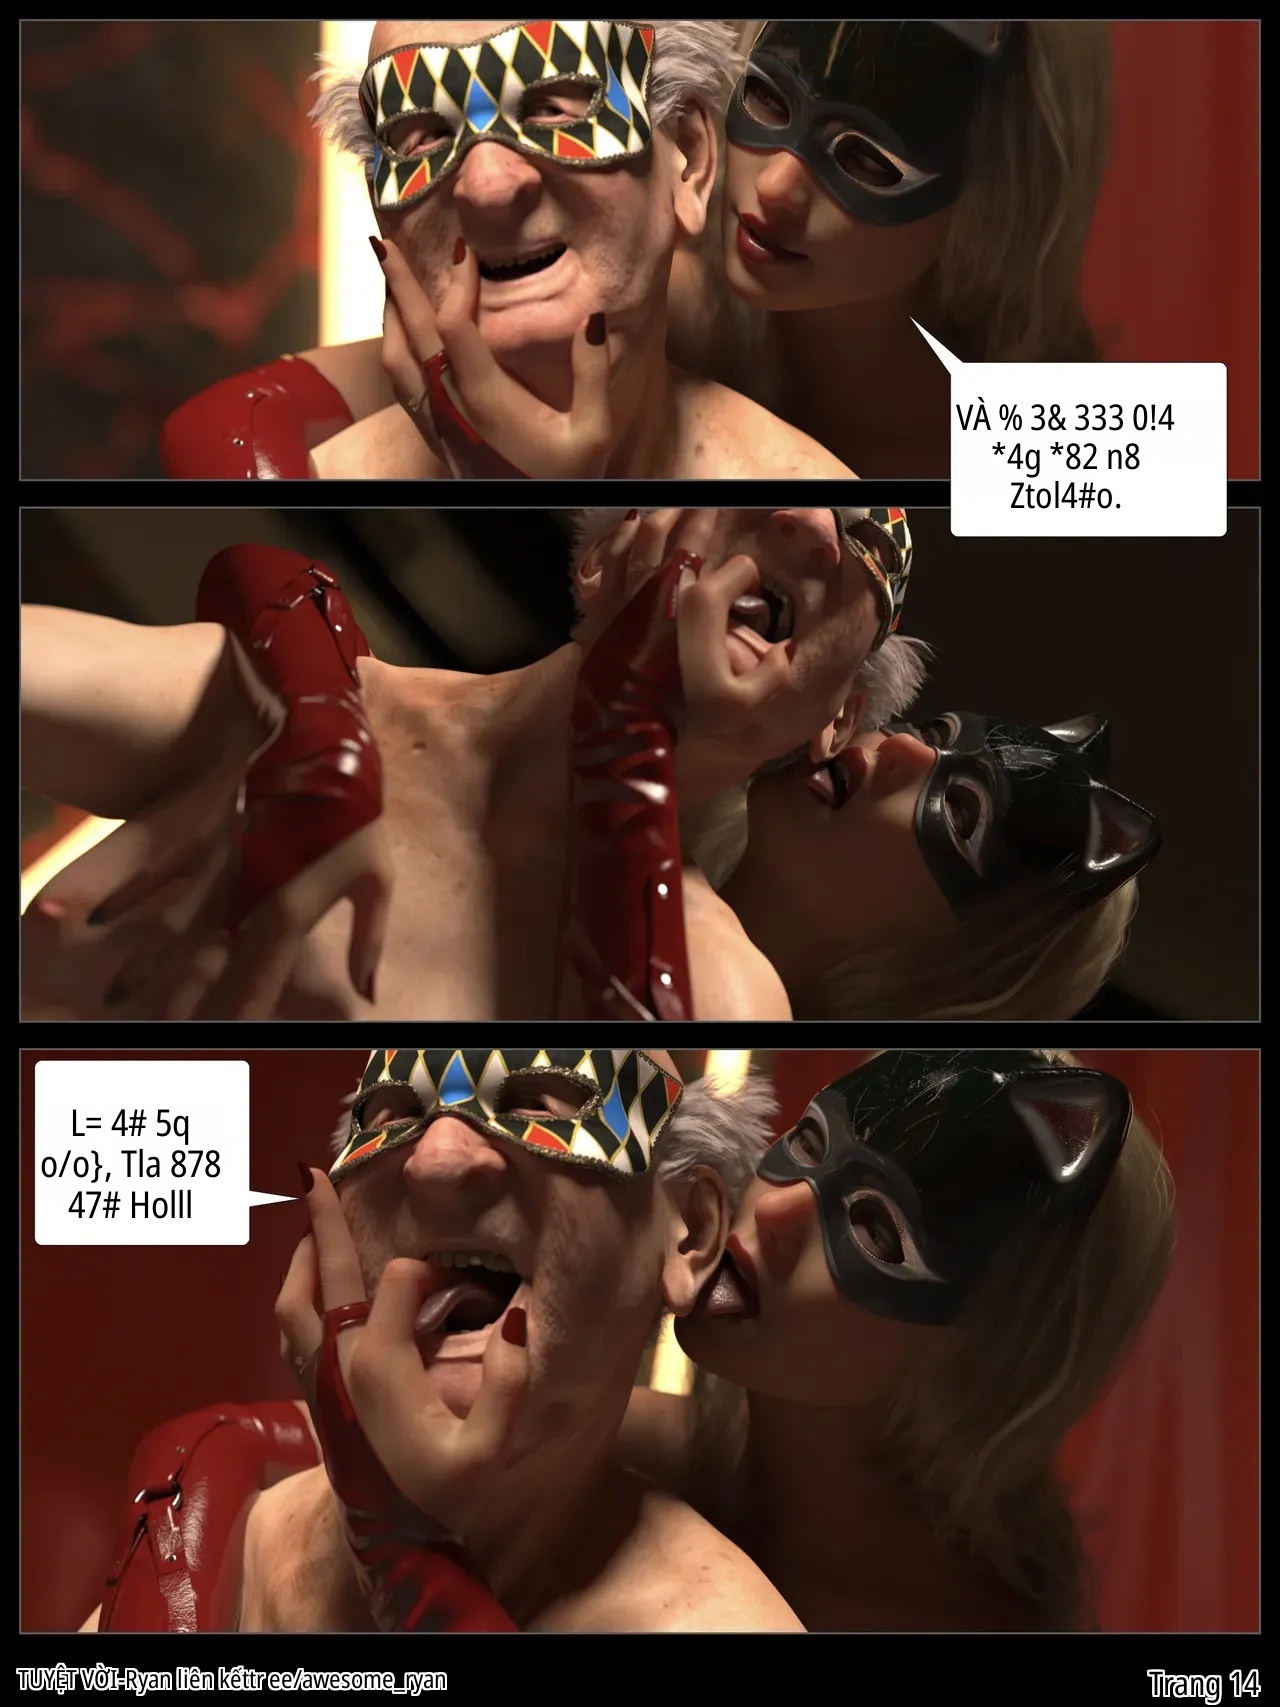 VÀ % 3& 333 0!4
*4g *82 n8
Ztol4#o.
L= 4# 5q
o/o}, Tla 878
47# Holll
TUYỆT VỜI-Ryan liên kếttr ee/awesome_ryan
Trang 14